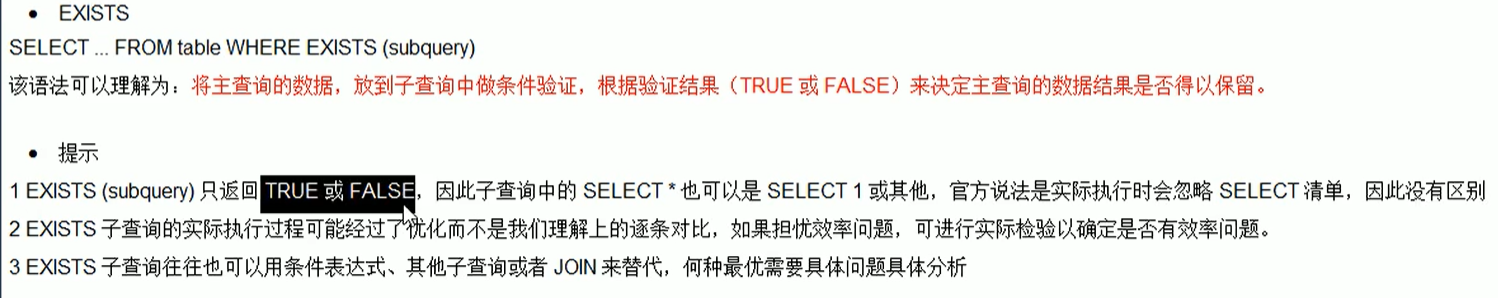 • EXISTS
SELECT ... FROM table WHERE EXISTS (subquery)
该语法可以理解为：将主查询的数据，放到子查询中做条件验证，根据验证结果（TRUE 或 FALSE）来决定主查询的数据结果是否得以保留。
• 提示
1 EXISTS (subquery) 只返回 TRUE 或 FALSE，因此子查询中的 SELECT * 也可以是 SELECT 1 或其他，官方说法是实际执行时会忽略 SELECT 清单，因此没有区别
2 EXISTS 子查询的实际执行过程可能经过了优化而不是我们理解上的逐条对比，如果担忧效率问题，可进行实际检验以确定是否有效率问题。
3 EXISTS 子查询往往也可以用条件表达式、其他子查询或者 JOIN 来替代，何种最优需要具体问题具体分析